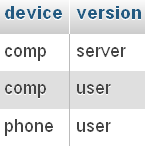 device version
comp server
comp user
phone user